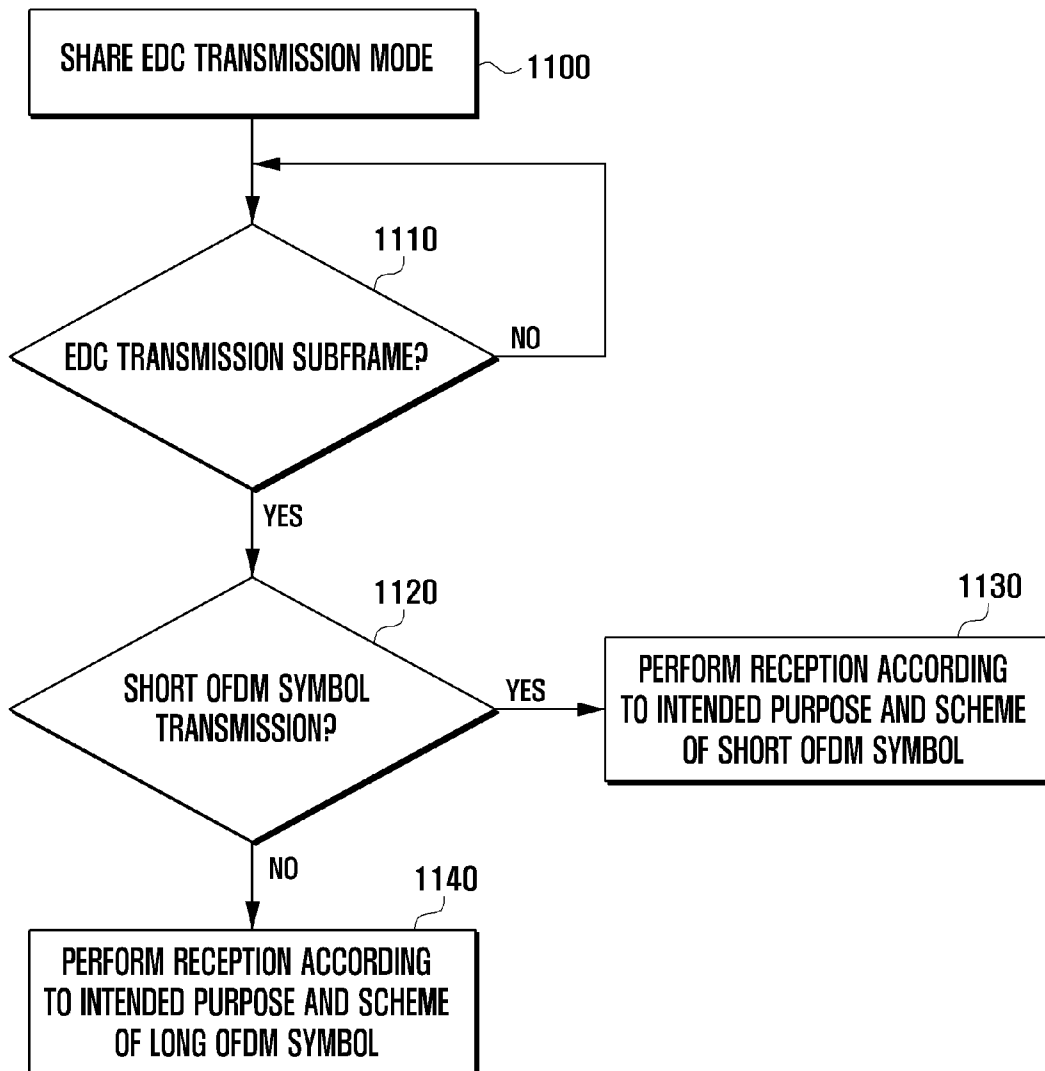 SHARE EDC TRANSMISSION MODE
1100
1110
EDC TRANSMISSION SUBFRAME?
NO
YES
1120
SHORT OFDM SYMBOL
TRANSMISSION?
YES
1130
PERFORM RECEPTION ACCORDING
TO INTENDED PURPOSE AND SCHEME
OF SHORT OFDM SYMBOL
NO
1140
PERFORM RECEPTION ACCORDING
TO INTENDED PURPOSE AND SCHEME
OF LONG OFDM SYMBOL